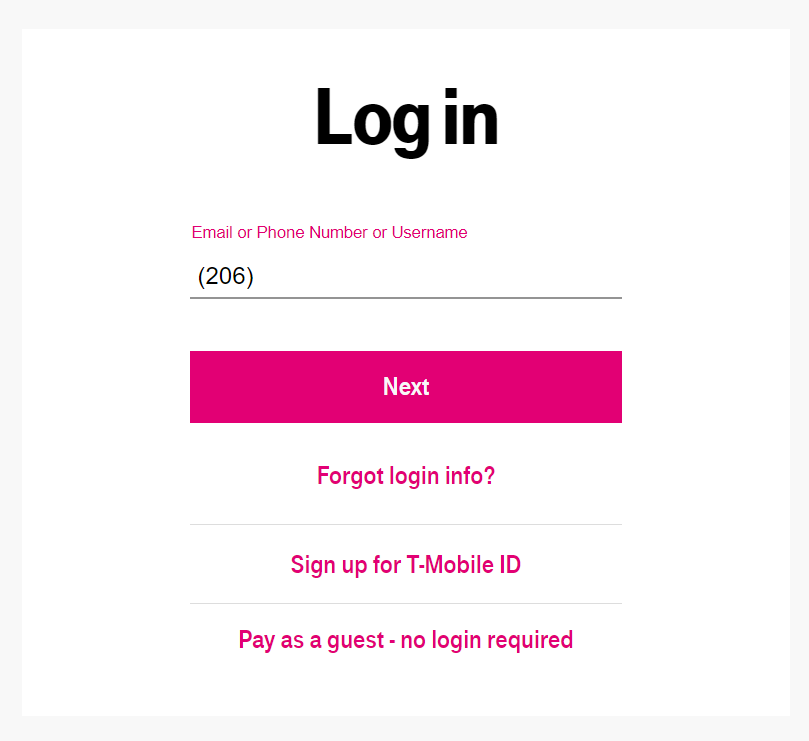 Log in
Email or Phone Number or Username
(206)
Next
Forgot login info?
Sign up for T-Mobile ID
Pay as a guest - no login required